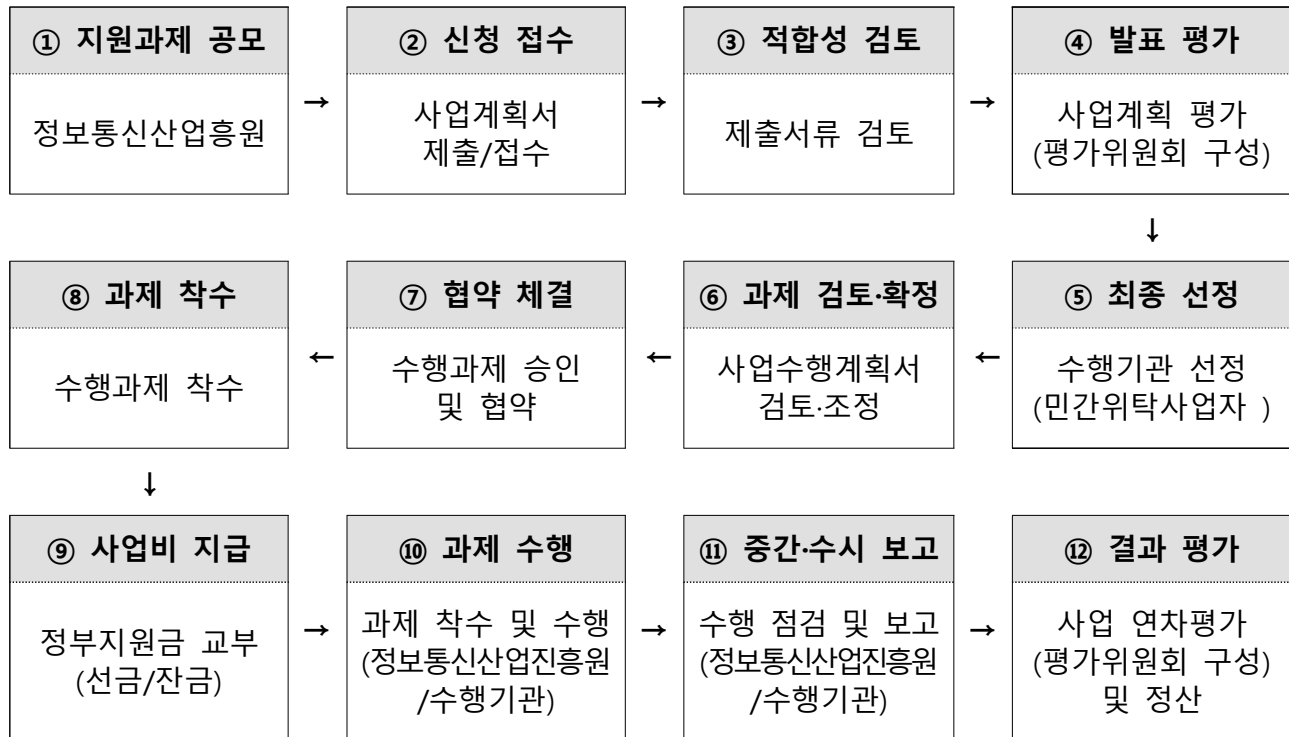 ① 지원과제 공모
정보통신산업흥원
→
② 신청 접수
사업계획서
제출/접수
→
③ 적합성 검토
제출서류 검토
→
④ 발표 평가
사업계획 평가
(평가위원회 구성)
↓
⑤ 최종 선정
수행기관 선정
(민간위탁사업자 )
←
⑥ 과제 검토·확정
사업수행계획서
검토·조정
←
⑦ 협약 체결
수행과제 승인
및 협약
←
⑧ 과제 착수
수행과제 착수
↓
⑨ 사업비 지급
정부지원금 교부
(선금/잔금)
→
⑩ 과제 수행
과제 착수 및 수행
(정보통신산업진흥원
/수행기관)
→
⑪ 중간·수시 보고
수행 점검 및 보고
(정보통신산업진흥원
/수행기관)
→
⑫ 결과 평가
사업 연차평가
(평가위원회 구성)
및 정산